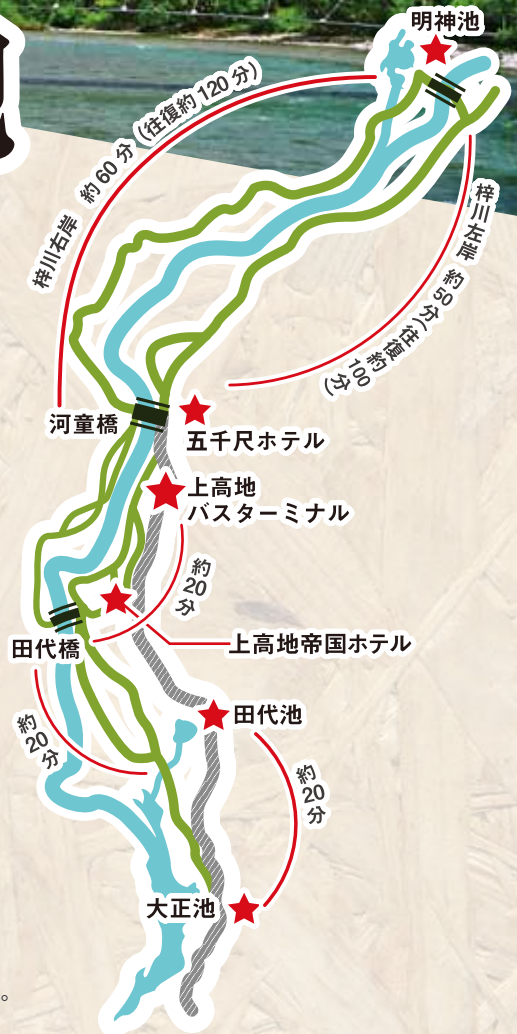 明神池
梓川右岸 約60分（往復約120分）
梓川左岸 約50分（往復約100分）
河童橋
五千尺ホテル
上高地
バスターミナル
約20分
上高地帝国ホテル
田代橋
約20分
田代池
約20分
大正池
。